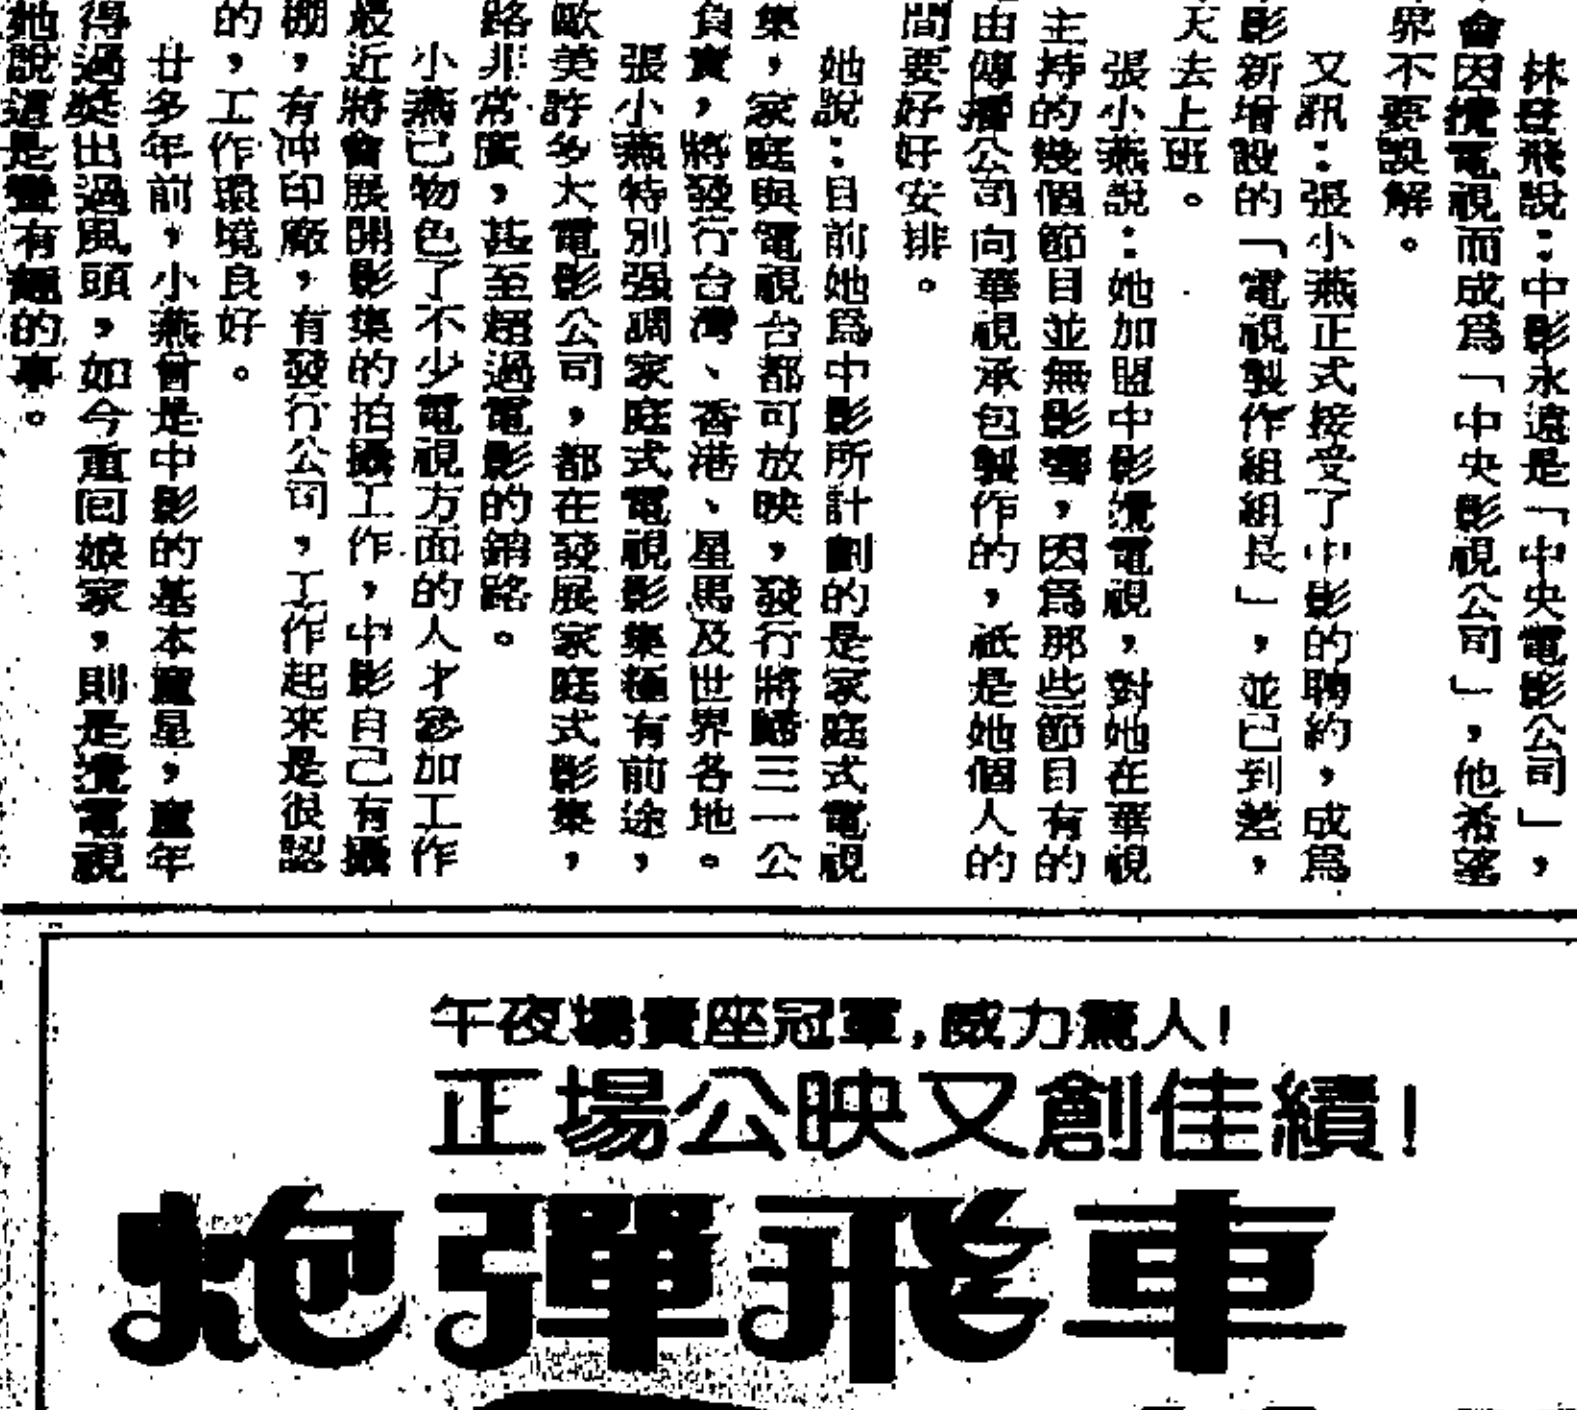 林登飛說：中影永遠是「中央電影公司」，
會因攪電視而成爲「中央影視公司」，他希望
界不要誤解。
又訊：張小燕正式接受了中影的聘約，成爲
影新增設的「電視製作組組長」，並已到差，
天去上班。
張小燕說：她加盟中影攪電視，對她在華視
主持的幾個節目並無影響，因爲那些節目有的
由傳播公司向華視承包製作的，祇是她個人的
間要好好安排。
她說：目前她爲中影所計劃的是家庭式電視
集，家庭與電視台都可放映，發行將歸三一公
負責，將發行台灣、香港、星馬及世界各地。
張小燕特別强調家庭式電視影集極有前途，
歐美許多大電影公司，都在發展家庭式影集，
路非常廣，甚至超過電影的銷路。
小燕已物色了不少電視方面的人才參加工作
最近將會展開影集的拍攝工作，中影自己有攝
棚，有冲印廠，有發行公司，工作起來是很認
的，工作環境良好。
廿多年前，小燕曾是中影的基本童星，童年
得過獎出過風頭，如今重回娘家，則是攪電視
她說這是蠻有趣的事。
午夜場賣座冠軍，威力驚人！
正場公映又創佳績！
炮彈飛車